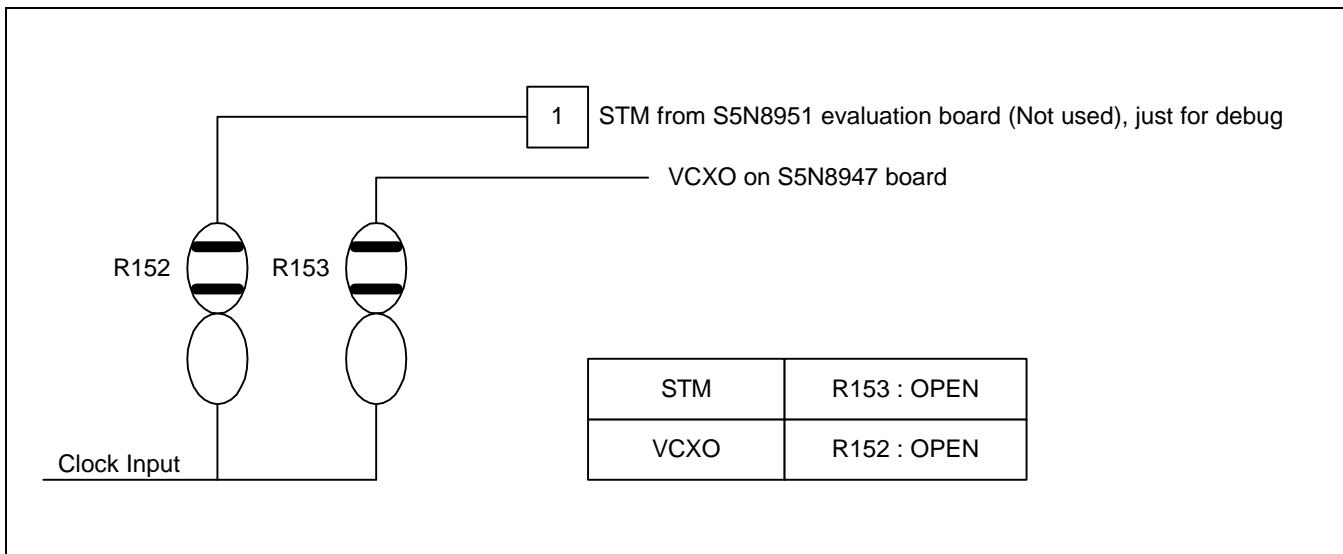 1 STM from S5N8951 evaluation board (Not used), just for debug
VCXO on S5N8947 board
R152 R153
STM R153 : OPEN
VCXO R152 : OPEN
Clock Input